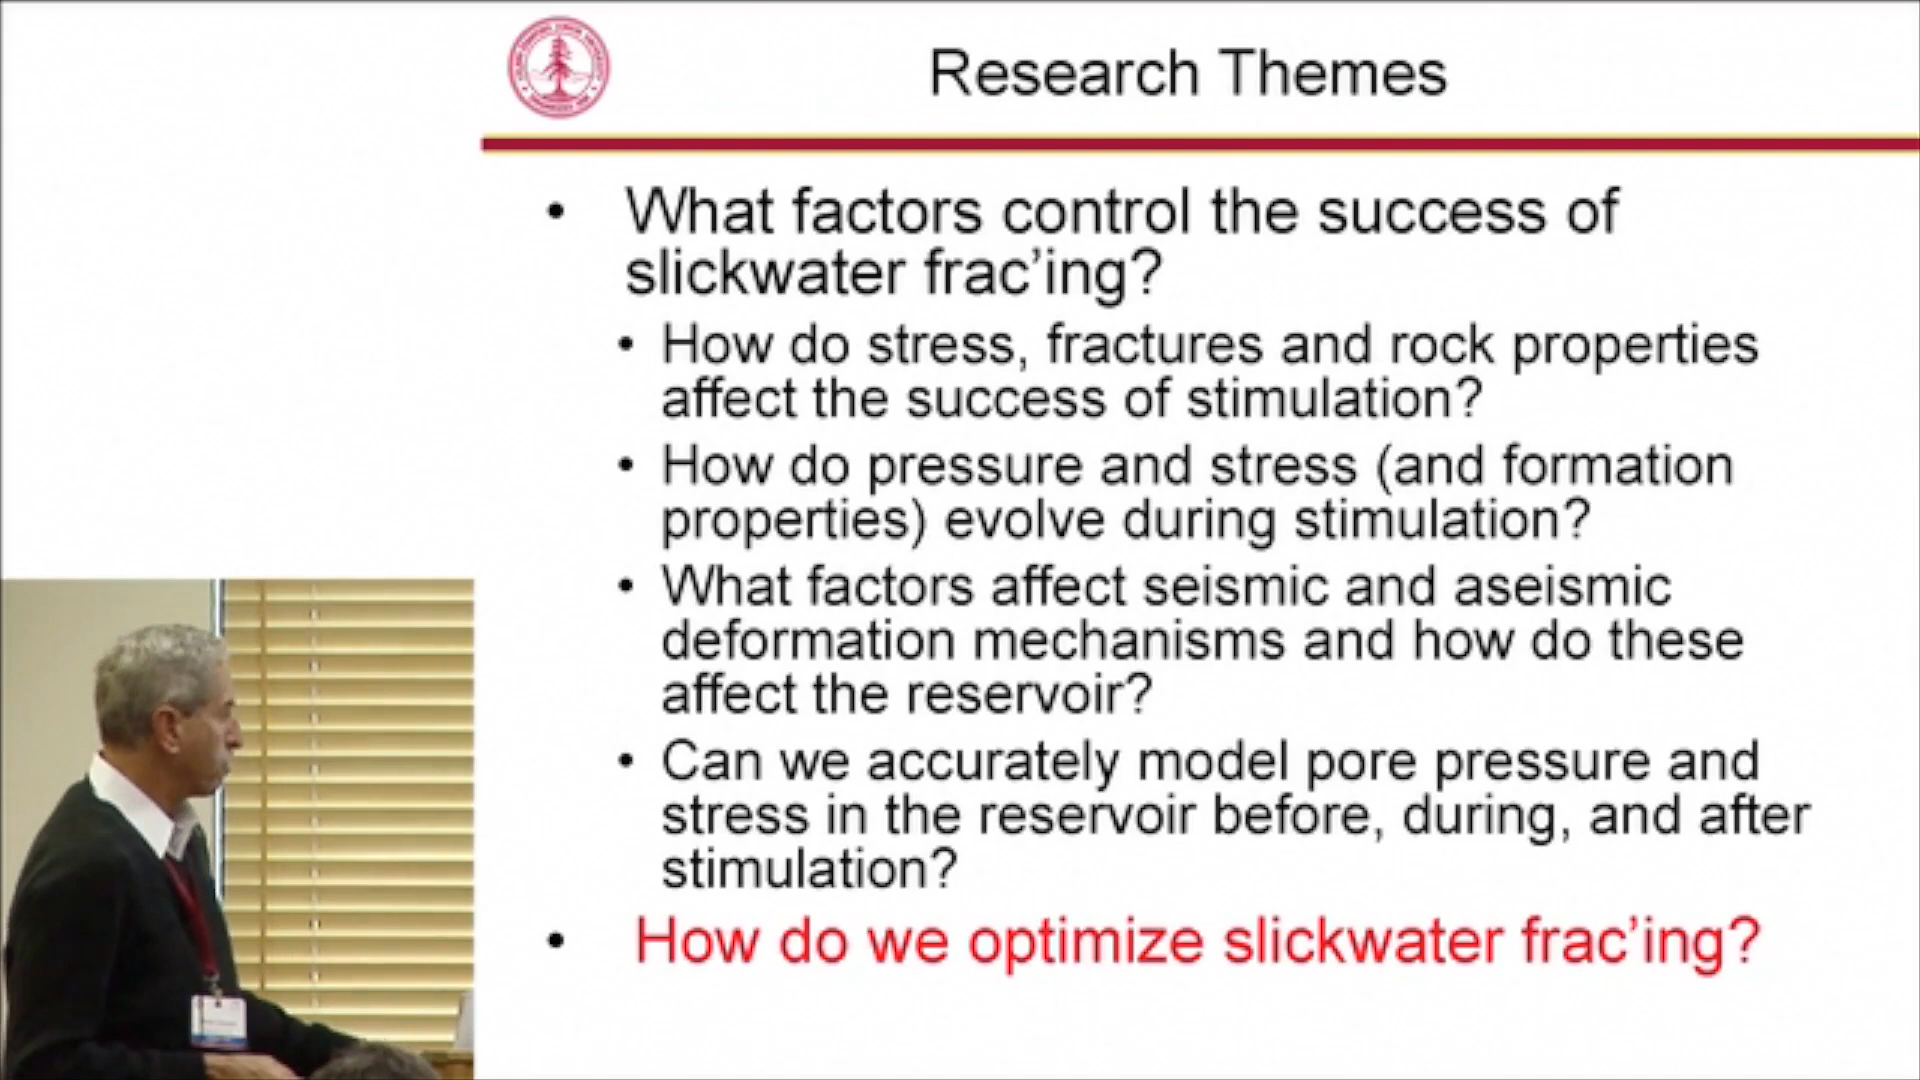 Research Themes
• What factors control the success of
slickwater frac’ing?
• How do stress, fractures and rock properties
affect the success of stimulation?
• How do pressure and stress (and formation
properties) evolve during stimulation?
• What factors affect seismic and aseismic
deformation mechanisms and how do these
affect the reservoir?
• Can we accurately model pore pressure and
stress in the reservoir before, during, and after
stimulation?
• How do we optimize slickwater frac’ing?